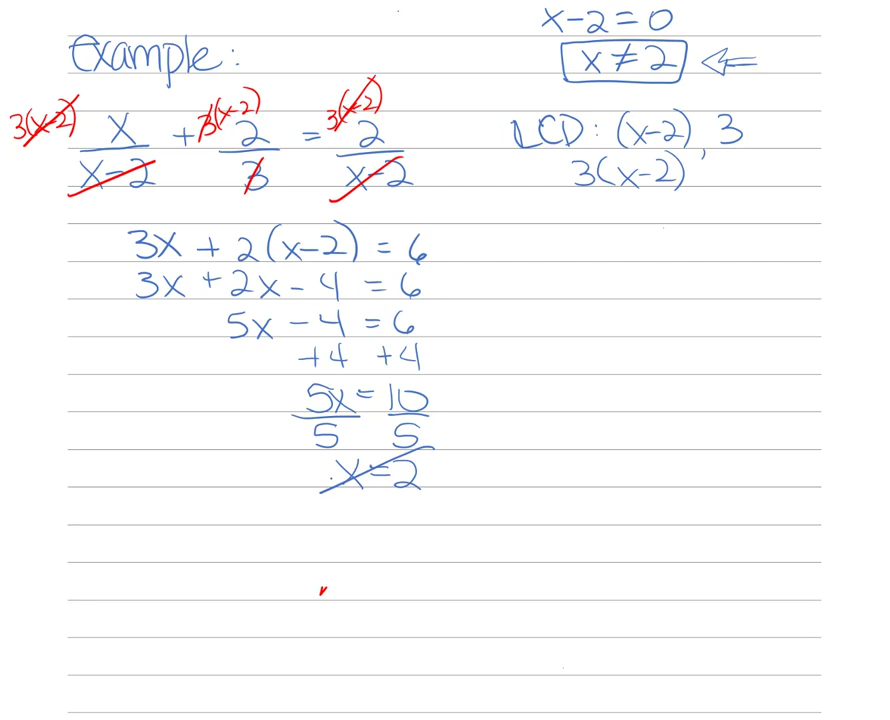 x-2=0
Example:
x≠2
3(x-2) x/x-2 + 3(x-2) 2/3 = 3(x-2) 2/x-2
LCD: (x-2), 3
3(x-2)
3x + 2(x-2) = 6
3x + 2x - 4 = 6
5x - 4 = 6
+4 +4
5x = 10
5 5
x=2